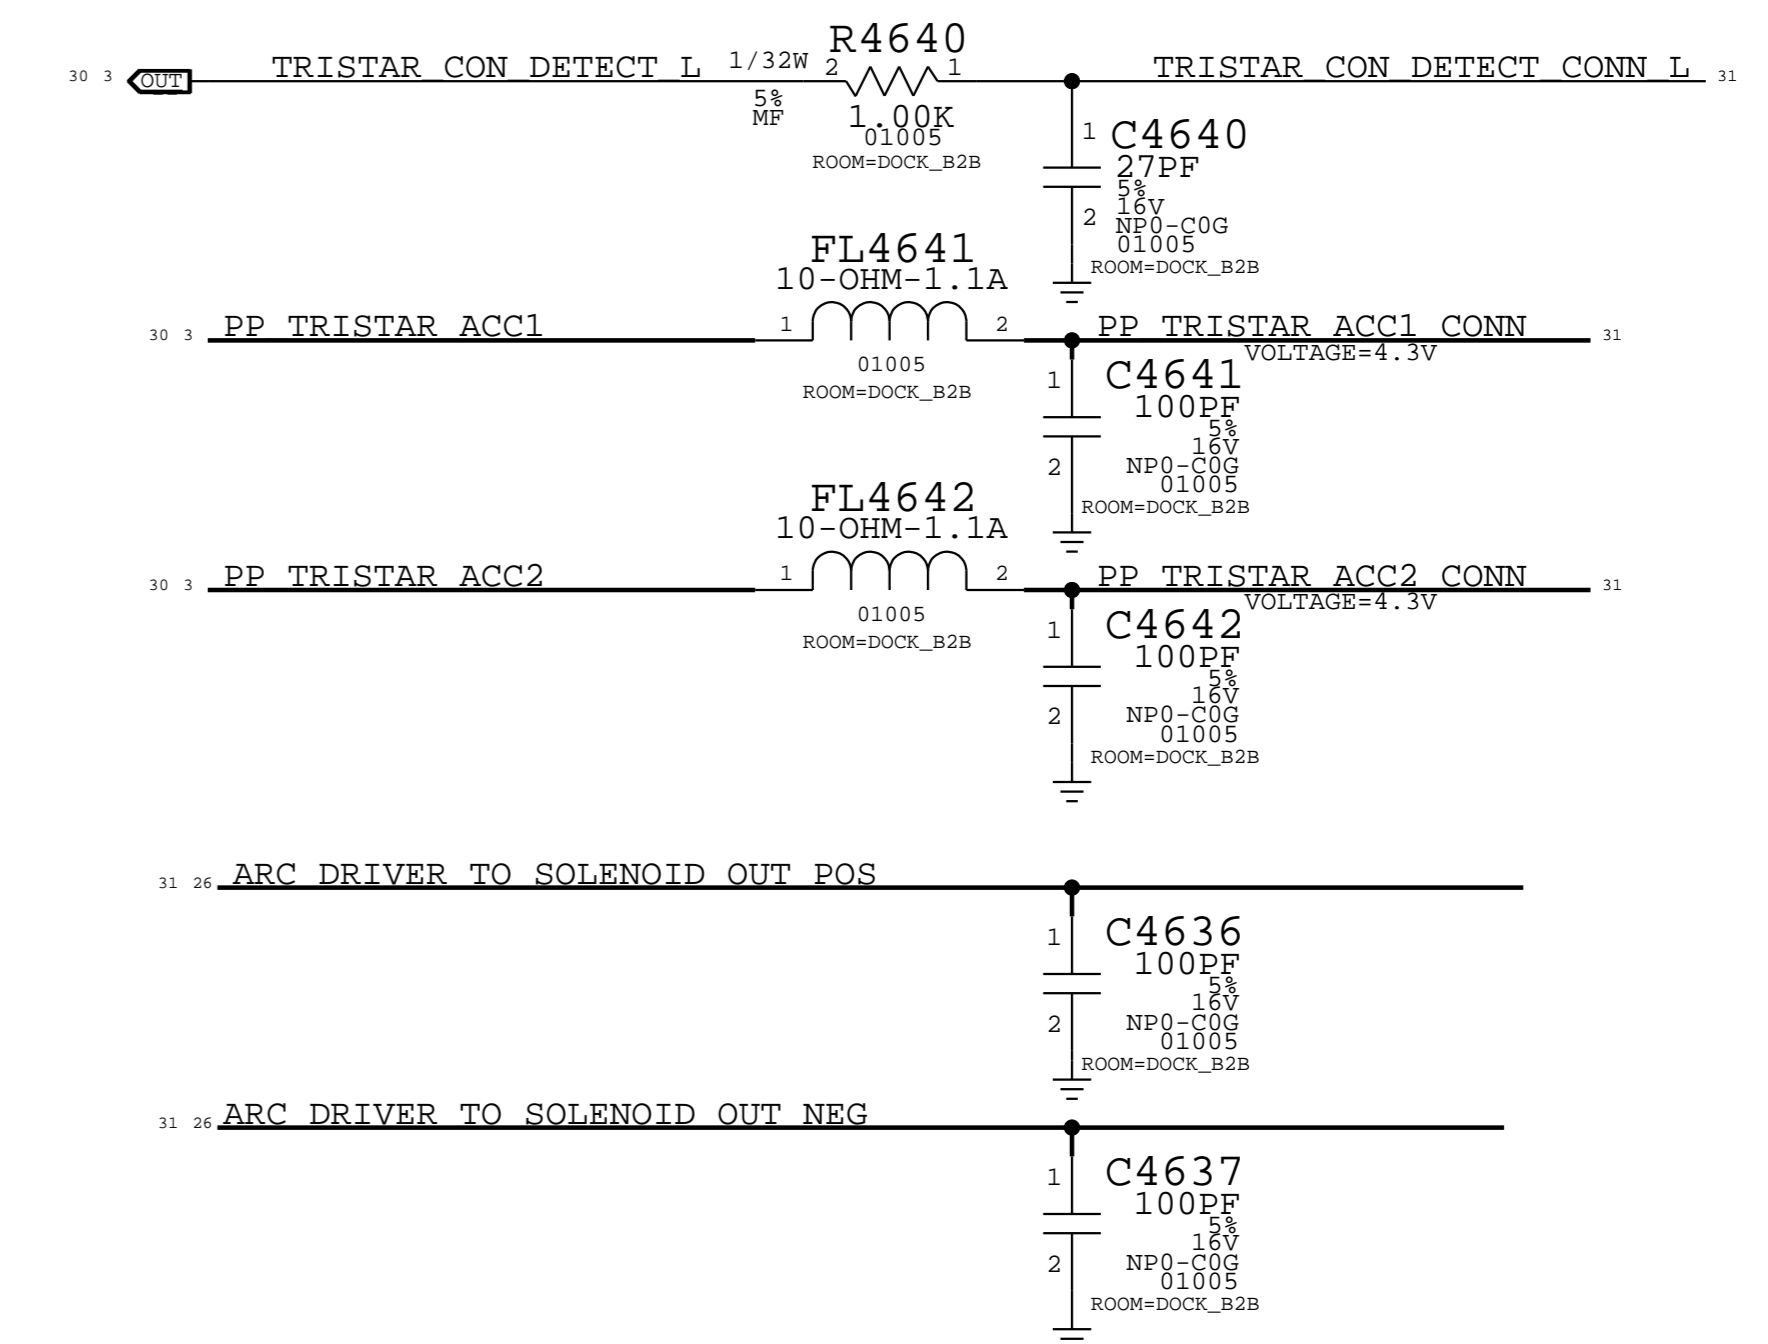 R4640
30 3 OUT TRISTAR_CON_DETECT_L 1/32W 2 1 TRISTAR_CON_DETECT_CONN_L 31
5%
MF
1.00K
01005
ROOM=DOCK_B2B
1 C4640
27PF
5%
16V
2 NP0-C0G
01005
ROOM=DOCK_B2B
FL4641
10-OHM-1.1A
30 3 PP_TRISTAR_ACC1 1 2 PP_TRISTAR_ACC1_CONN 31
VOLTAGE=4.3V
01005
ROOM=DOCK_B2B
1 C4641
100PF
5%
16V
2 NP0-C0G
01005
ROOM=DOCK_B2B
FL4642
10-OHM-1.1A
30 3 PP_TRISTAR_ACC2 1 2 PP_TRISTAR_ACC2_CONN 31
VOLTAGE=4.3V
01005
ROOM=DOCK_B2B
1 C4642
100PF
5%
16V
2 NP0-C0G
01005
ROOM=DOCK_B2B
31 26 ARC_DRIVER_TO_SOLENOID_OUT_POS
1 C4636
100PF
5%
16V
2 NP0-C0G
01005
ROOM=DOCK_B2B
31 26 ARC_DRIVER_TO_SOLENOID_OUT_NEG
1 C4637
100PF
5%
16V
2 NP0-C0G
01005
ROOM=DOCK_B2B